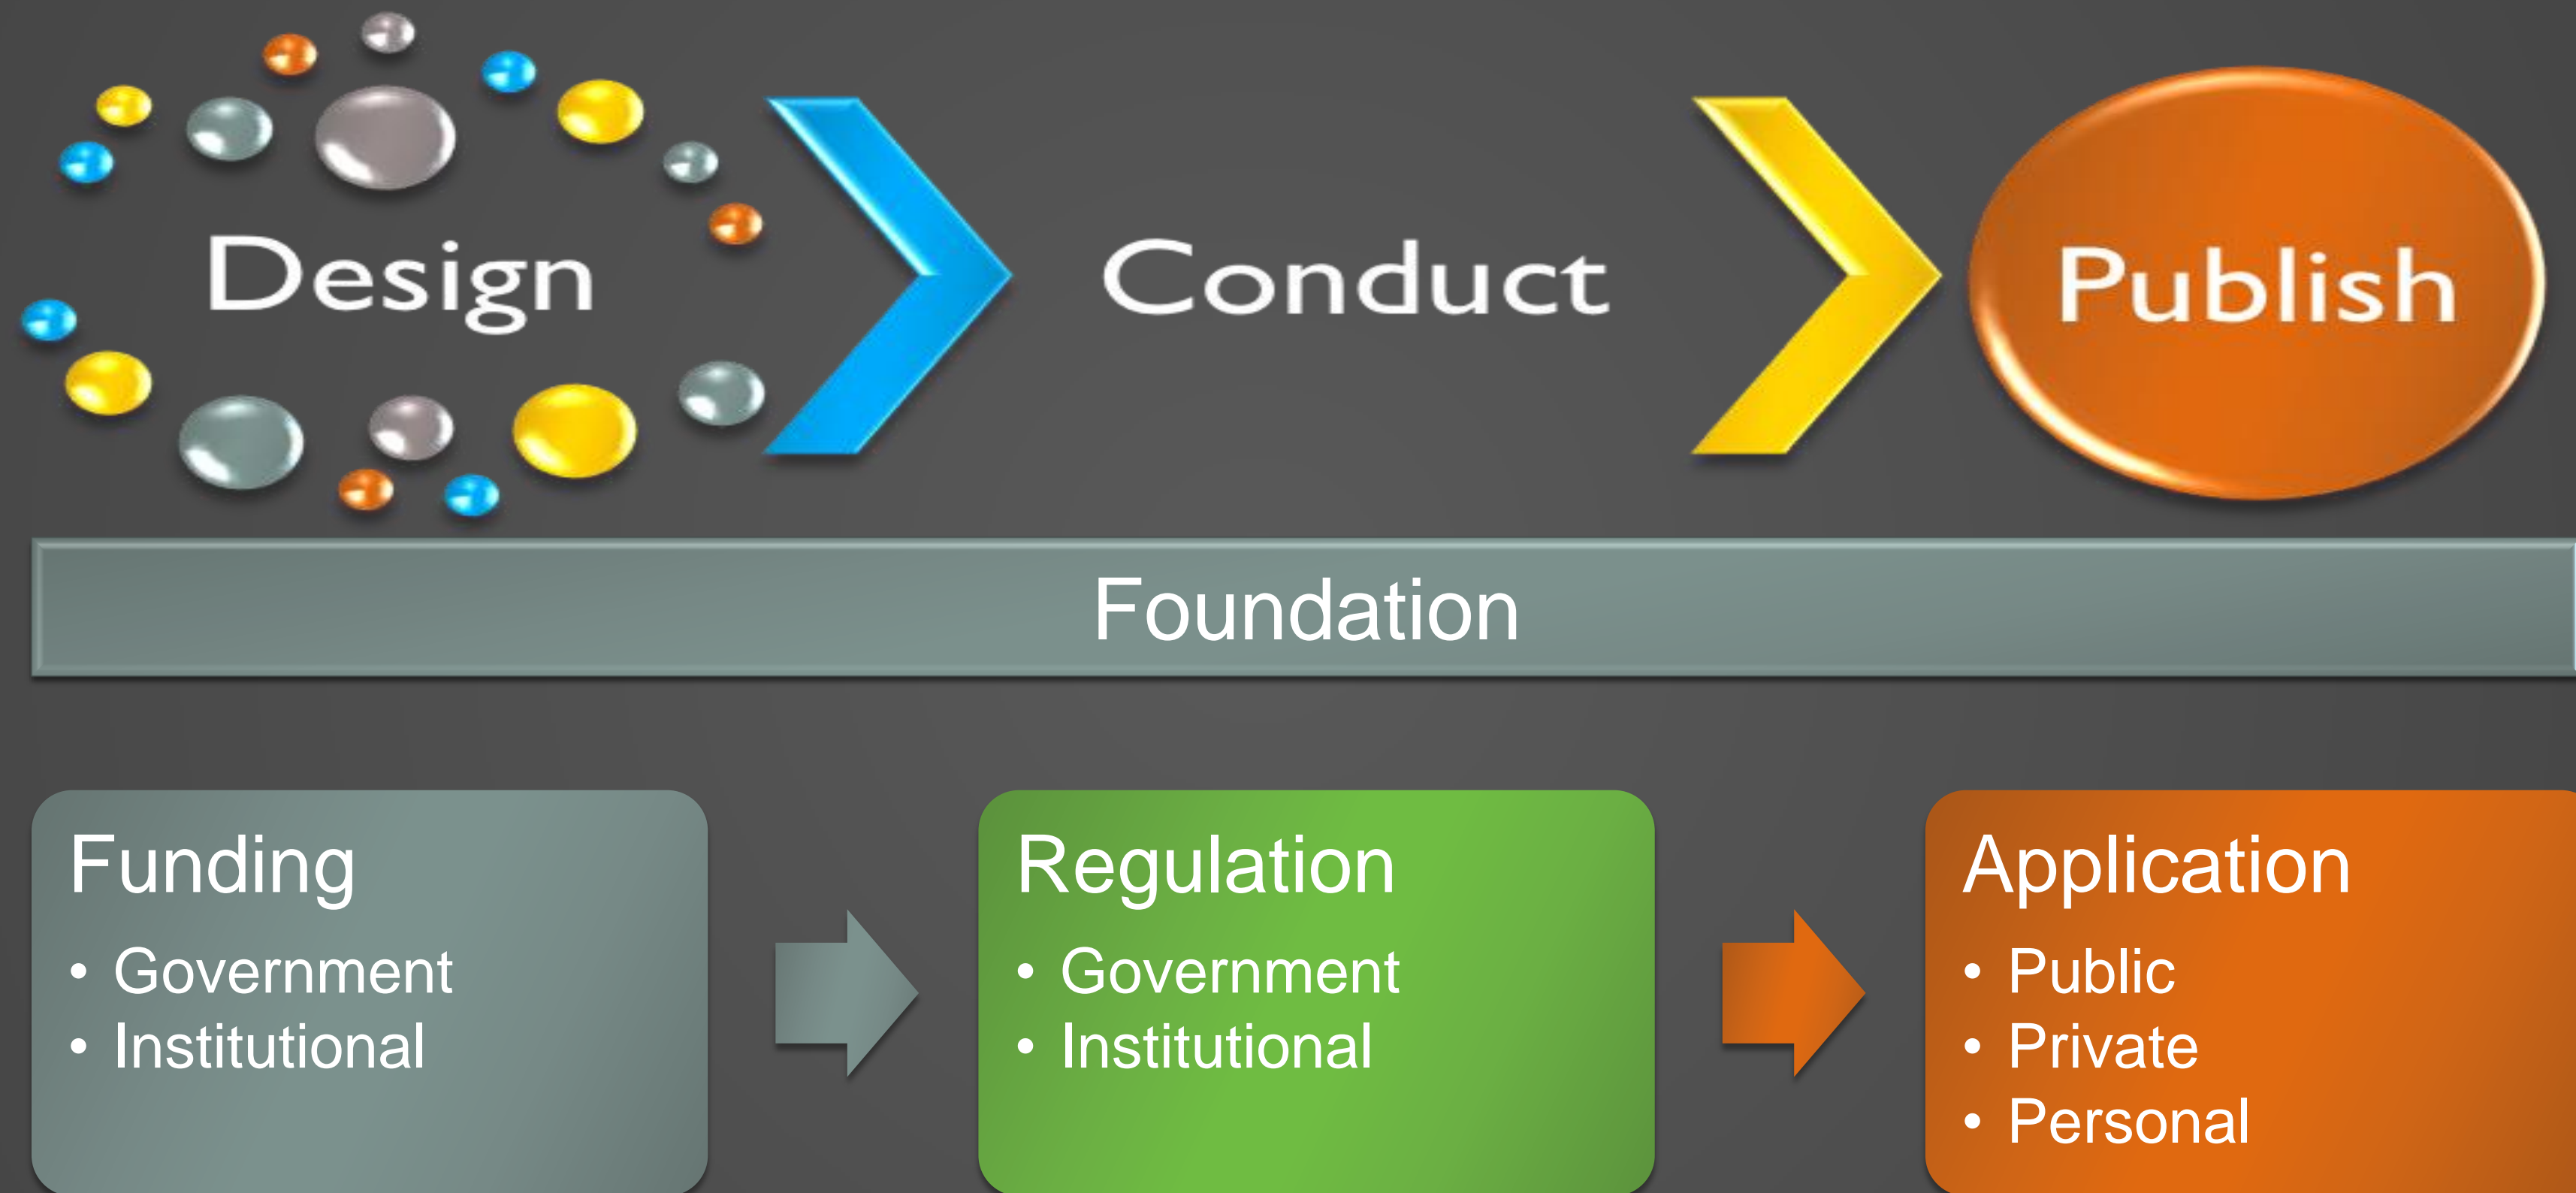 Design
Conduct
Publish
Foundation
Funding
• Government
• Institutional
Regulation
• Government
• Institutional
Application
• Public
• Private
• Personal